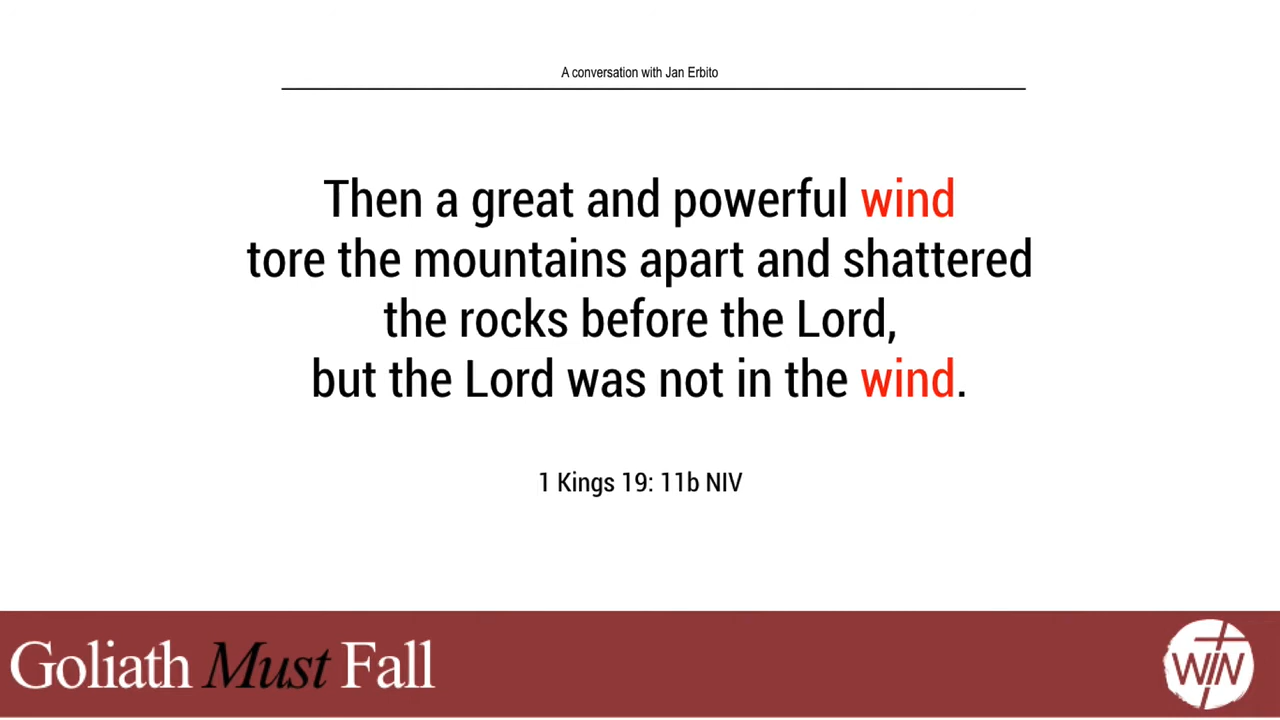 A conversation with Jan Erbito
Then a great and powerful wind
tore the mountains apart and shattered
the rocks before the Lord,
but the Lord was not in the wind.
1 Kings 19: 11b NIV
Goliath Must Fall
WIN